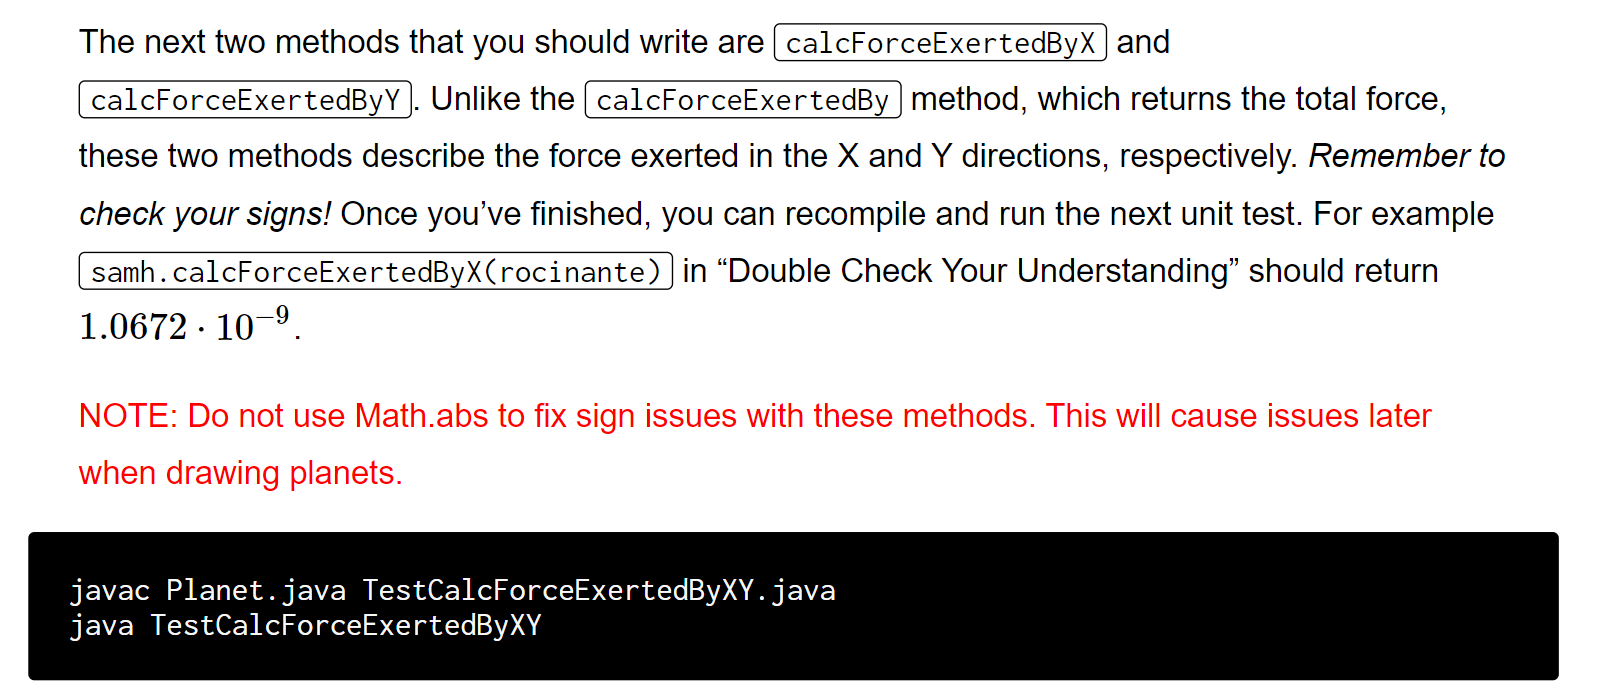 The next two methods that you should write are calcForceExertedByX and
calcForceExertedByY. Unlike the calcForceExertedBy method, which returns the total force,
these two methods describe the force exerted in the X and Y directions, respectively. Remember to
check your signs! Once you’ve finished, you can recompile and run the next unit test. For example
samh.calcForceExertedByX(rocinante) in “Double Check Your Understanding” should return
1.0672 · 10⁻⁹.
NOTE: Do not use Math.abs to fix sign issues with these methods. This will cause issues later
when drawing planets.
javac Planet.java TestCalcForceExertedByXY.java
java TestCalcForceExertedByXY